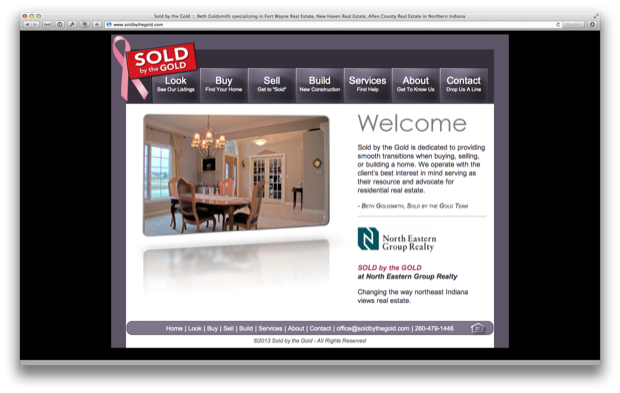 Sold by the Gold ::: Beth Goldsmith specializing in Fort Wayne Real Estate, New Haven Real Estate, Allen County Real Estate in Northern Indiana
www.soldbythegold.com
SOLD
by the GOLD
Look
See Our Listings
Buy
Find Your Home
Sell
Get to "Sold"
Build
New Construction
Services
Find Help
About
Get To Know Us
Contact
Drop Us A Line
Welcome
Sold by the Gold is dedicated to providing
smooth transitions when buying, selling,
or building a home. We operate with the
client's best interest in mind serving as
their resource and advocate for
residential real estate.
- Beth Goldsmith, Sold by the Gold Team
North Eastern
Group Realty
SOLD by the GOLD
at North Eastern Group Realty
Changing the way northeast Indiana
views real estate.
Home | Look | Buy | Sell | Build | Services | About | Contact | office@soldbythegold.com | 260-479-1446
©2013 Sold by the Gold - All Rights Reserved